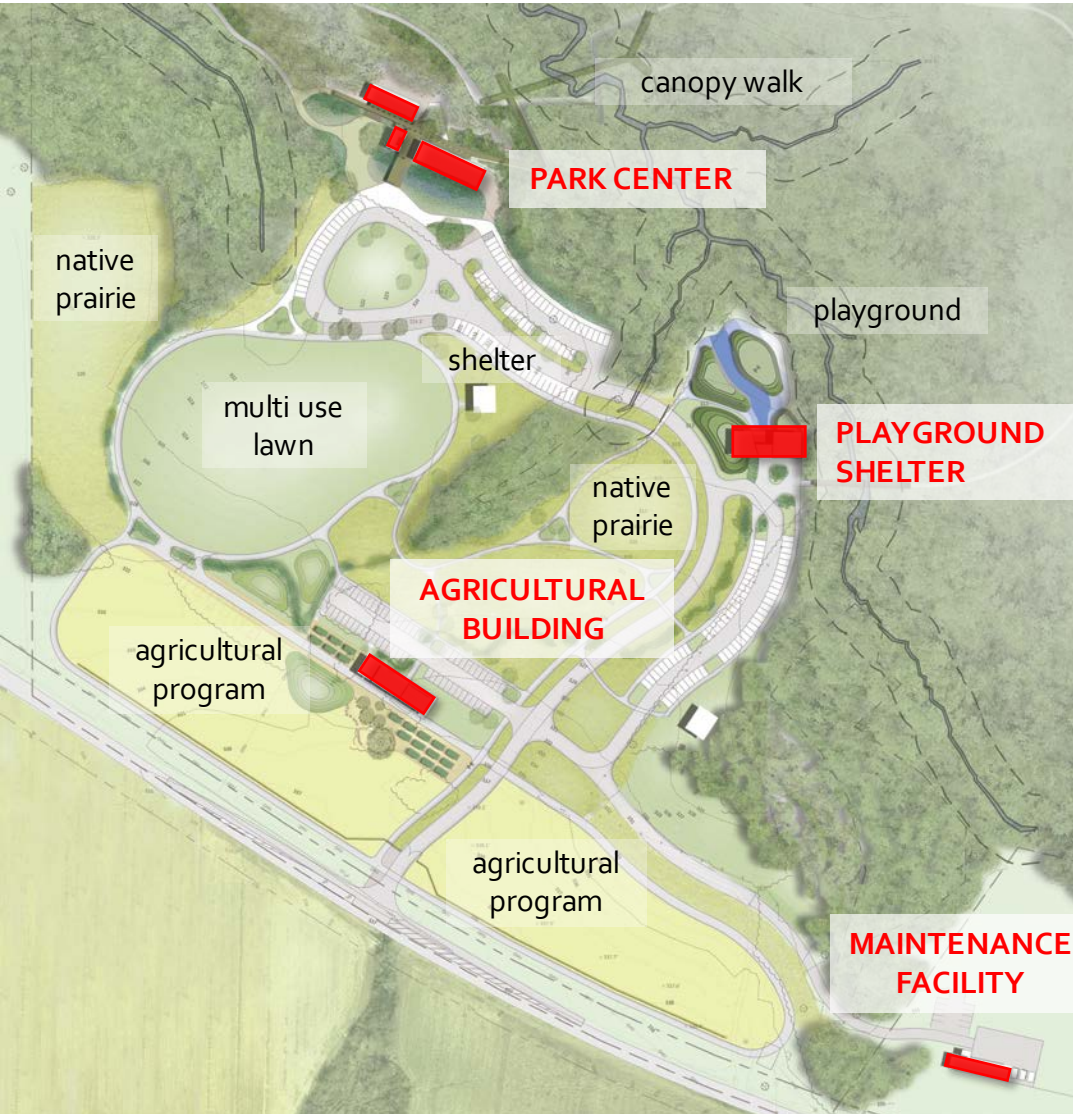 canopy walk
PARK CENTER
native
prairie
playground
shelter
multi use
lawn
PLAYGROUND
SHELTER
native
prairie
AGRICULTURAL
BUILDING
agricultural
program
agricultural
program
MAINTENANCE
FACILITY